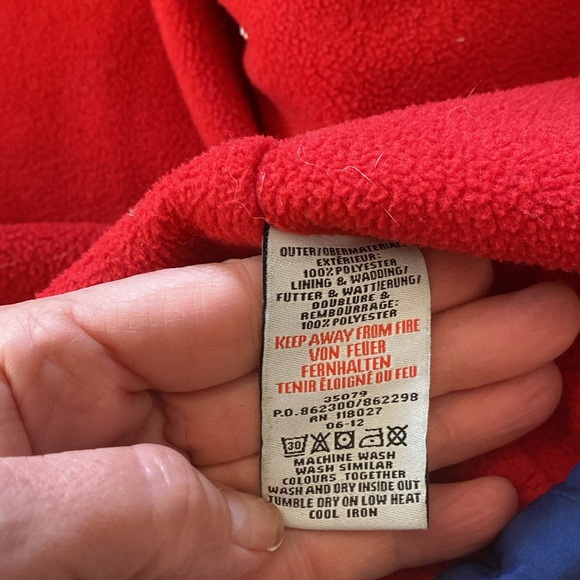 OUTER/OBERMATERIAL/
EXTÉRIEUR:
100% POLYESTER
LINING & WADDING/
FUTTER & WATTIERUNG/
DOUBLURE &
REMBOURRAGE:
100% POLYESTER
KEEP AWAY FROM FIRE
VON FEUER
FERNHALTEN
TENIR ÉLOIGNÉ DU FEU
35079
P.O. 862300/862298
RN 118027
06-12
30
MACHINE WASH
WASH SIMILAR
COLOURS TOGETHER
WASH AND DRY INSIDE OUT
TUMBLE DRY ON LOW HEAT
COOL IRON